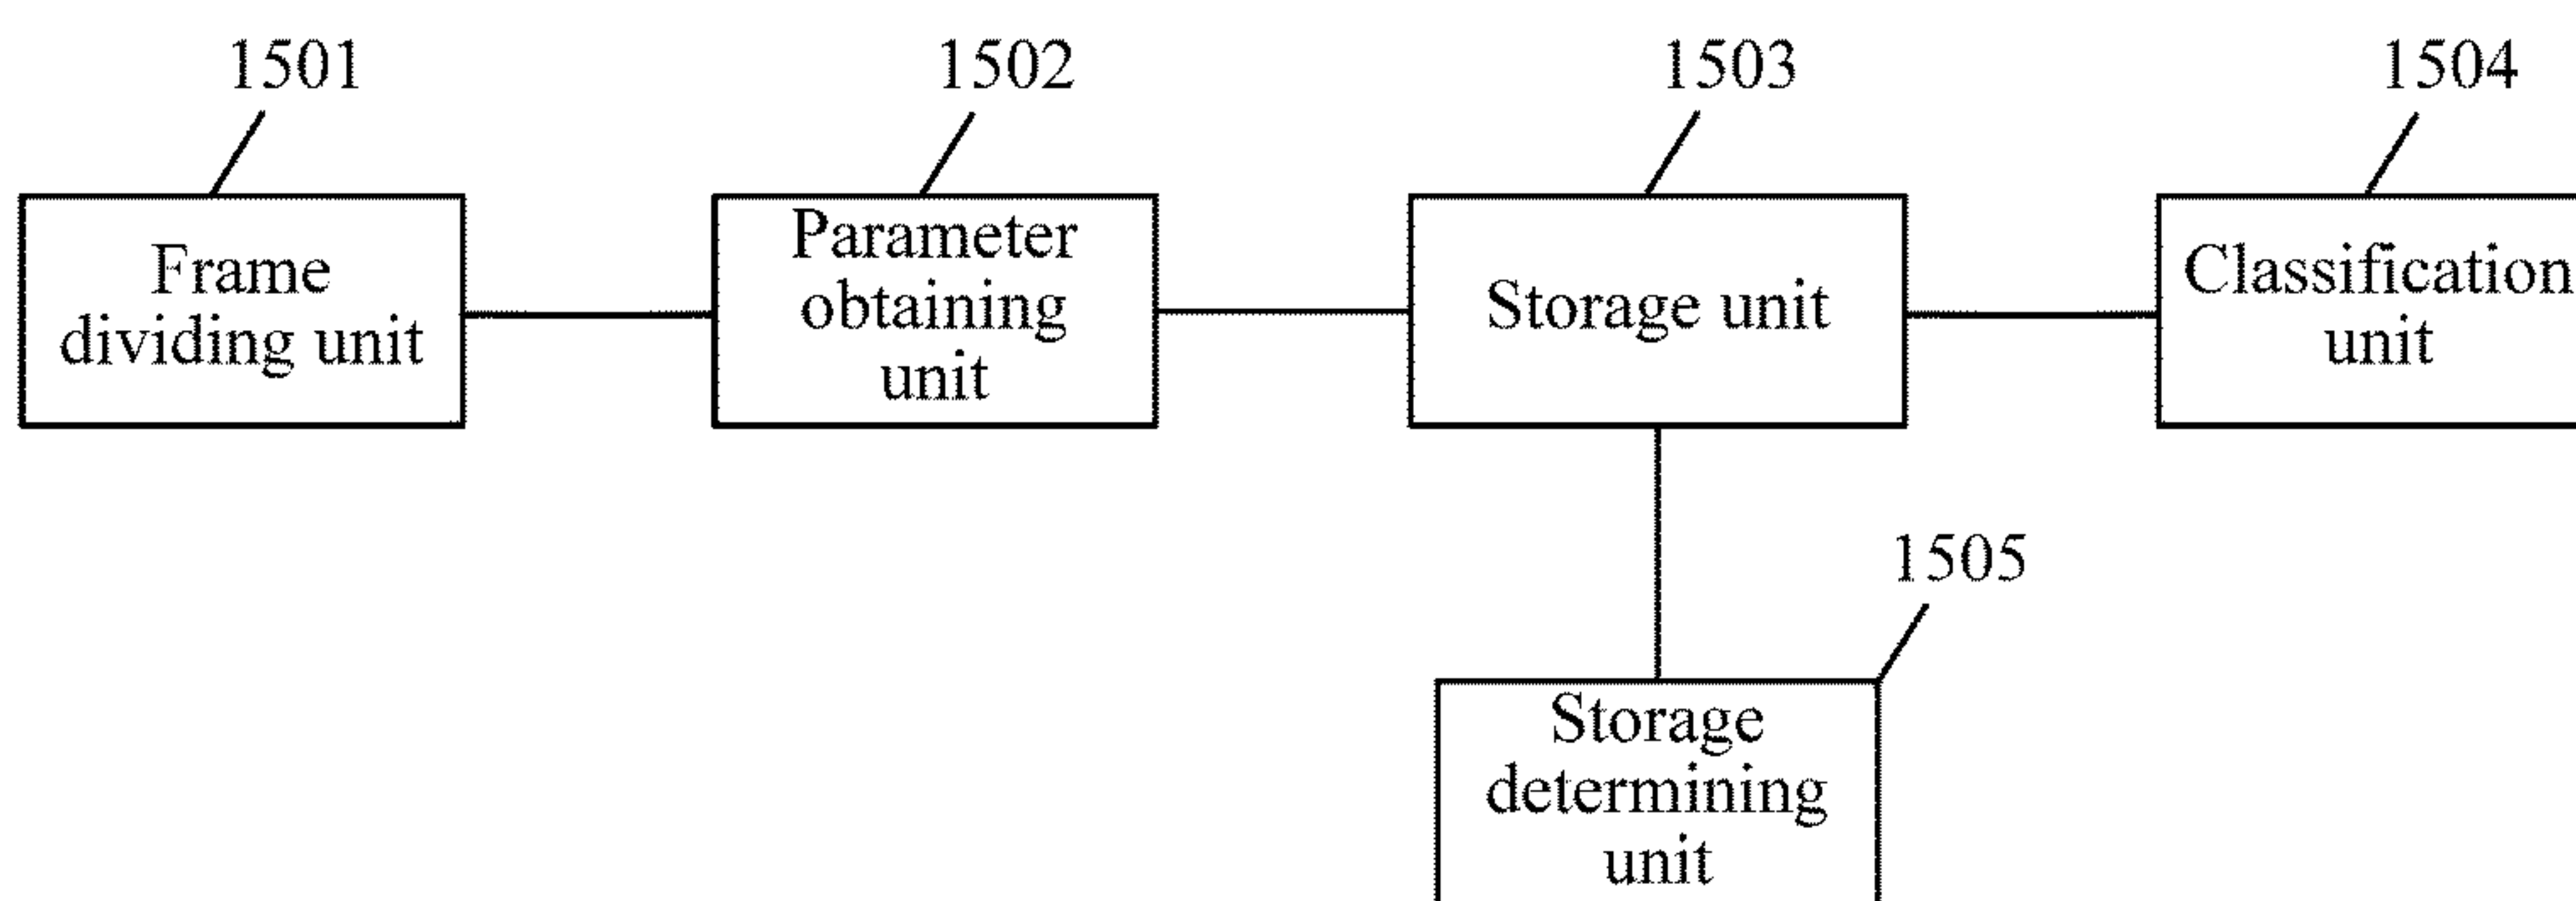 1501
1502
1503
1504
Frame
dividing unit
Parameter
obtaining
unit
Storage unit
Classification
unit
1505
Storage
determining
unit